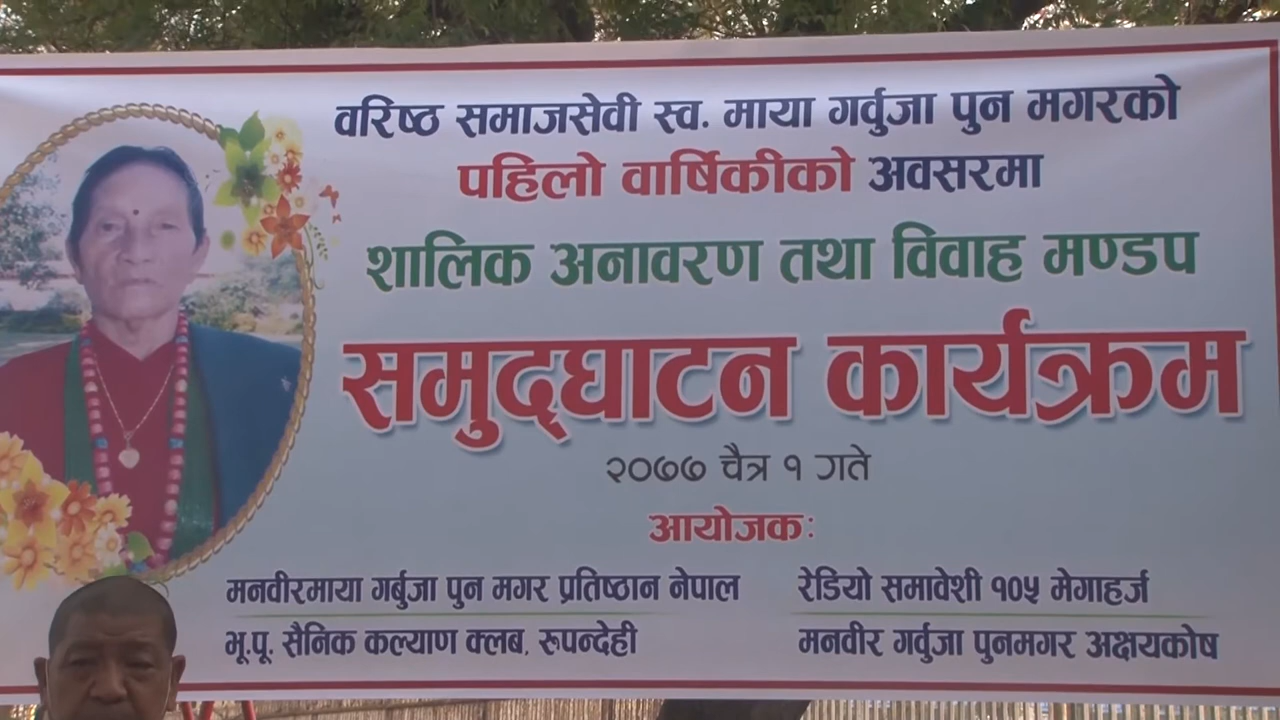 वरिष्ठ समाजसेवी स्व. माया गर्वुजा पुन मगरको
पहिलो वार्षिकीको अवसरमा
शालिक अनावरण तथा विवाह मण्डप
समुद्घाटन कार्यक्रम
२०७७ चैत्र १ गते
आयोजकः
मनवीरमाया गर्बुजा पुन मगर प्रतिष्ठान नेपाल
रेडियो समावेशी १०५ मेगाहर्ज
भू.पू. सैनिक कल्याण क्लब, रुपन्देही
मनवीर गर्वुजा पुनमगर अक्षयकोष